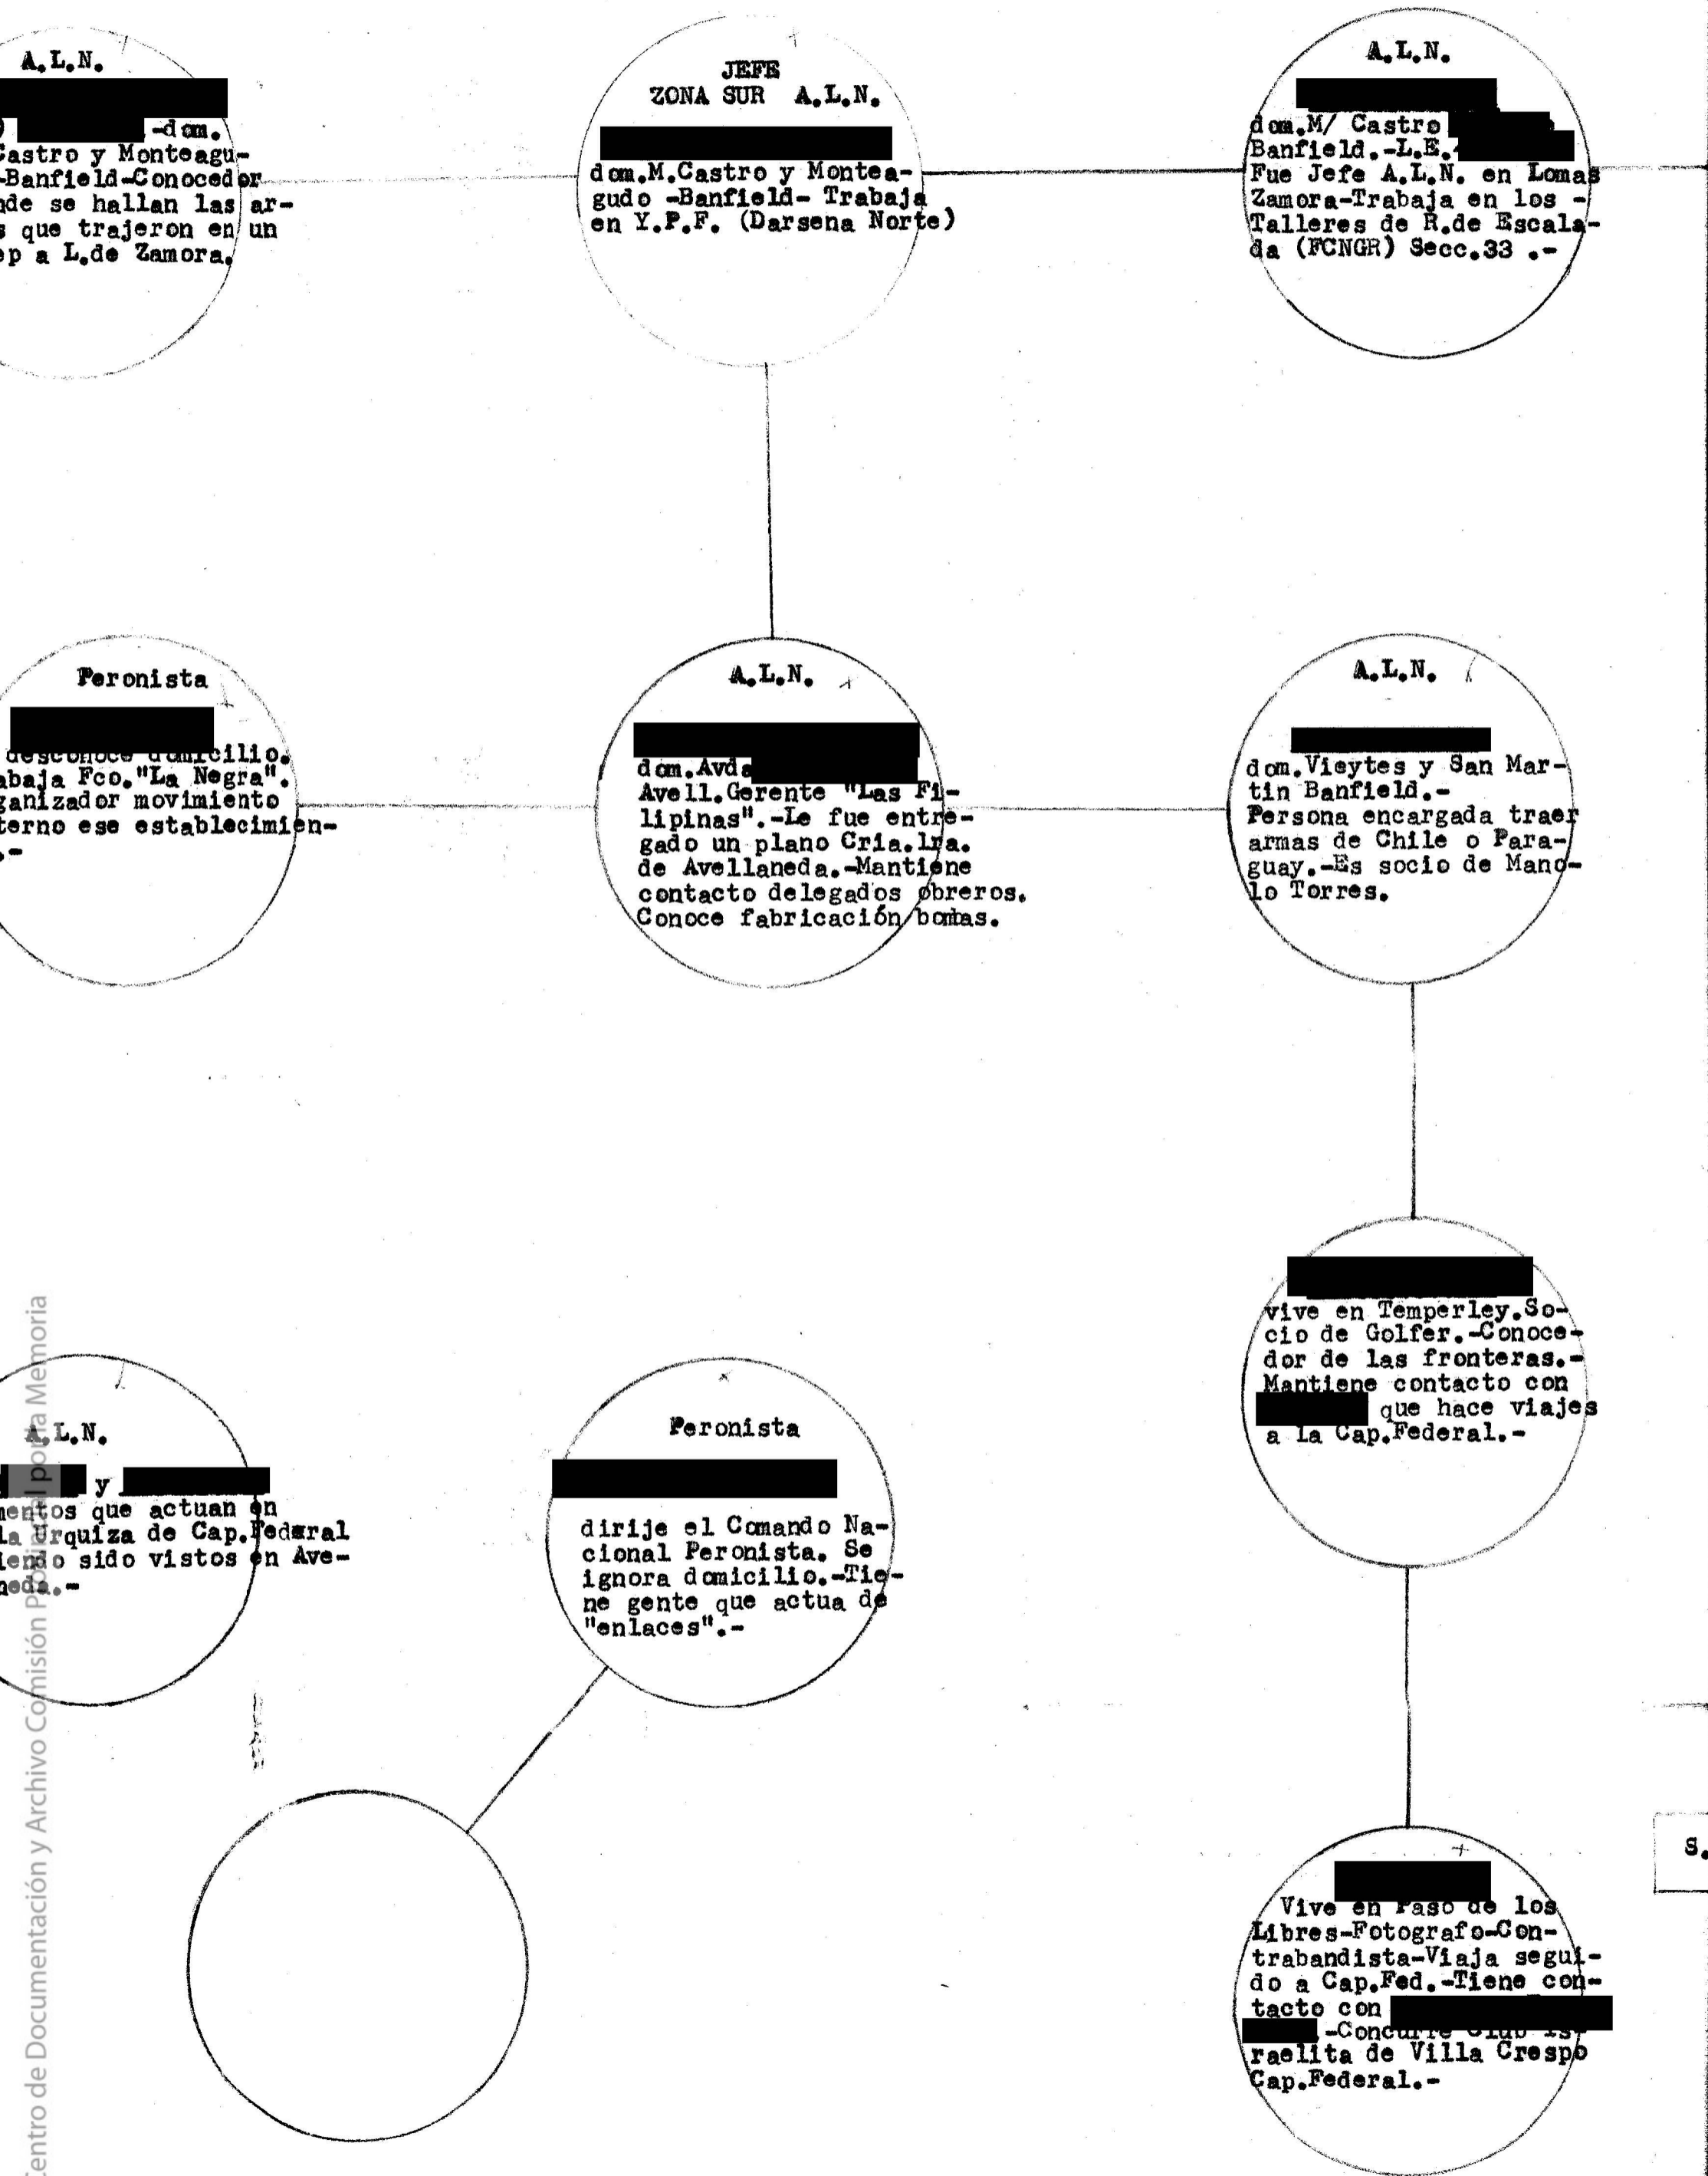 A.L.N.
-dom.
Castro y Monteagu-
-Banfield-Conocedor
nde se hallan las ar-
s que trajeron en un
ep a L.de Zamora.
JEFE
ZONA SUR A.L.N.
dom.M.Castro y Montea-
gudo -Banfield- Trabaja
en Y.P.F. (Darsena Norte)
A.L.N.
dom.M/ Castro
Banfield.-L.E.
Fue Jefe A.L.N. en Lomas
Zamora-Trabaja en los -
Talleres de R.de Escala-
da (FCNGR) Secc.33 .-
Peronista
desconoce domicilio.
abaja Fco."La Negra".
ganizador movimiento
terno ese establecimien-
.-
A.L.N.
dom.Avda
Avell.Gerente "Las Fi-
lipinas".-Le fue entre-
gado un plano Cria.1ra.
de Avellaneda.-Mantiene
contacto delegados obreros.
Conoce fabricación bombas.
A.L.N.
dom.Vieytes y San Mar-
tin Banfield.-
Persona encargada traer
armas de Chile o Para-
guay.-Es socio de Mano-
lo Torres.
vive en Temperley.So-
cio de Golfer.-Conoce-
dor de las fronteras.-
Mantiene contacto con
que hace viajes
a la Cap.Federal.-
A.L.N.
y
mentos que actuan en
la Urquiza de Cap.Federal
iendo sido vistos en Ave-
neda.-
Peronista
dirije el Comando Na-
cional Peronista. Se
ignora domicilio.-Tie-
ne gente que actua de
"enlaces".-
Vive en Paso de los
Libres-Fotografo-Con-
trabandista-Viaja segui-
do a Cap.Fed.-Tiene con-
tacto con
-Concurre Club Is-
raelita de Villa Crespo
Cap.Federal.-
S.
Centro de Documentación y Archivo Comisión Provincial por la Memoria